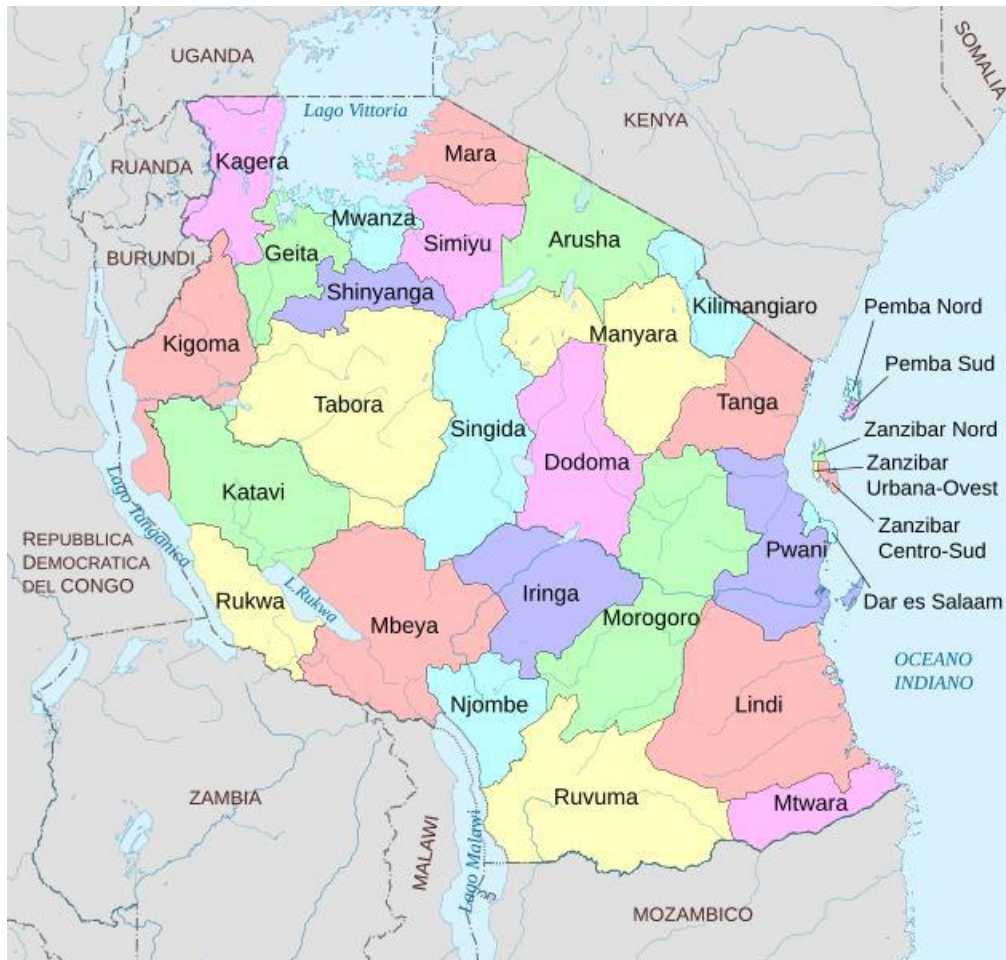 UGANDA
SOMALIA
Lago Vittoria
KENYA
Mara
Kagera
RUANDA
Mwanza
Simiyu
Arusha
Geita
BURUNDI
Shinyanga
Kilimangiaro
Pemba Nord
Manyara
Kigoma
Pemba Sud
Tabora
Tanga
Singida
Zanzibar Nord
Dodoma
Zanzibar
Urbana-Ovest
Katavi
Lago Tanganica
Zanzibar
Centro-Sud
REPUBBLICA
DEMOCRATICA
DEL CONGO
Pwani
Rukwa
L.Rukwa
Iringa
Dar es Salaam
Mbeya
Morogoro
OCEANO
INDIANO
Njombe
Lindi
ZAMBIA
Ruvuma
Mtwara
MALAWI
Lago Malawi
MOZAMBICO